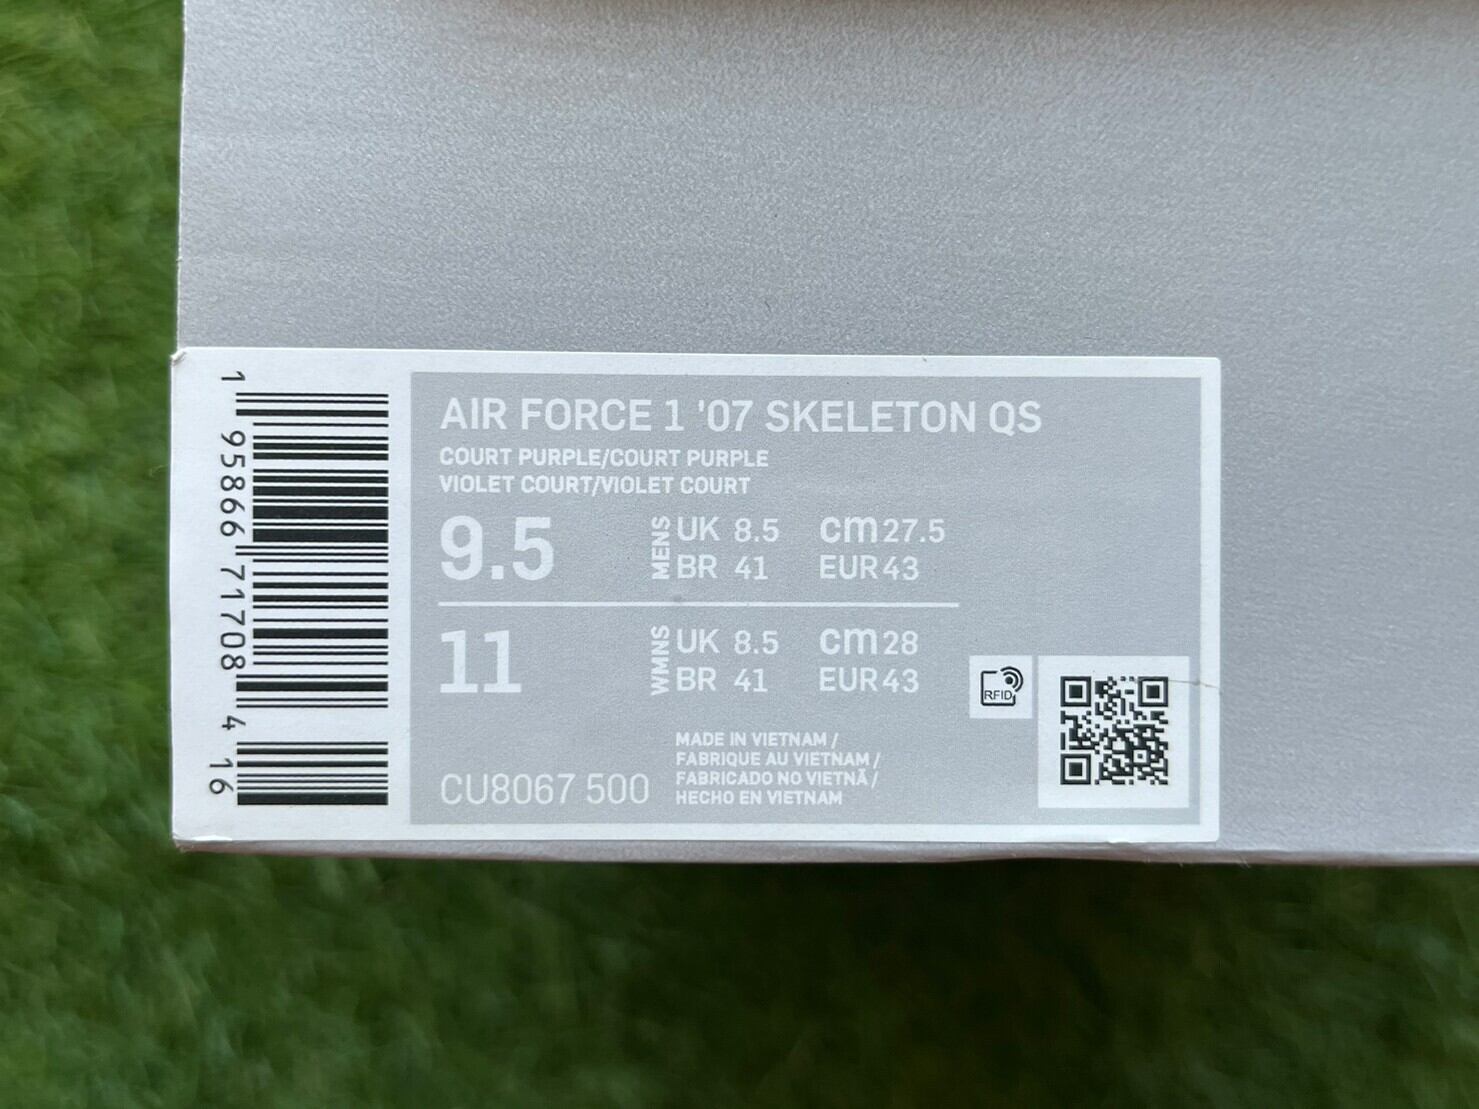 1 95866 71708 4 16
AIR FORCE 1 '07 SKELETON QS
COURT PURPLE/COURT PURPLE
VIOLET COURT/VIOLET COURT
9.5 MENS UK 8.5 cm 27.5
BR 41 EUR 43
11 WMNS UK 8.5 cm 28
BR 41 EUR 43
RFID
CU8067 500
MADE IN VIETNAM /
FABRIQUE AU VIETNAM /
FABRICADO NO VIETNÃ /
HECHO EN VIETNAM